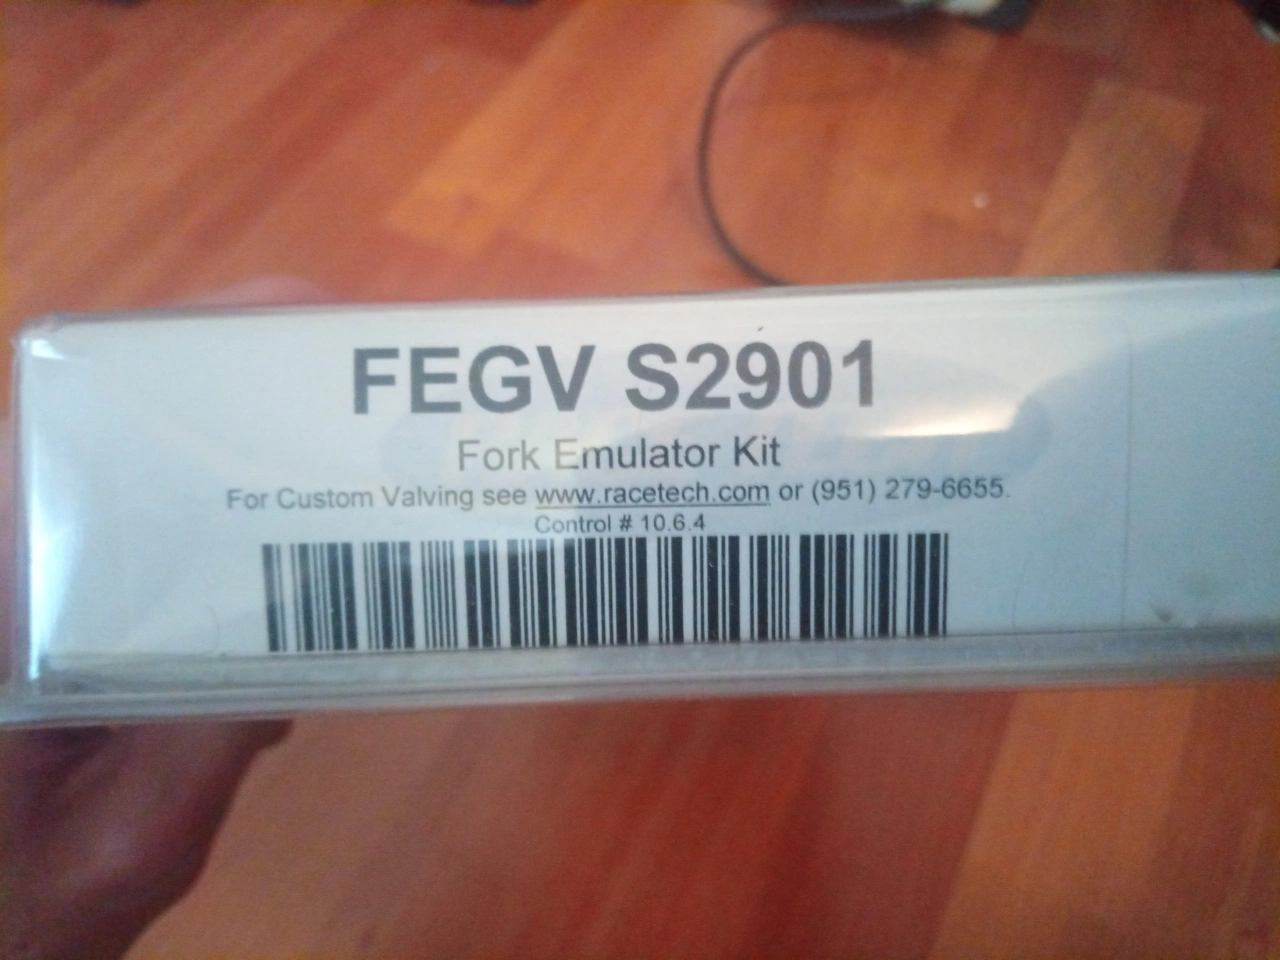 FEGV S2901
Fork Emulator Kit
For Custom Valving see www.racetech.com or (951) 279-6655.
Control # 10.6.4